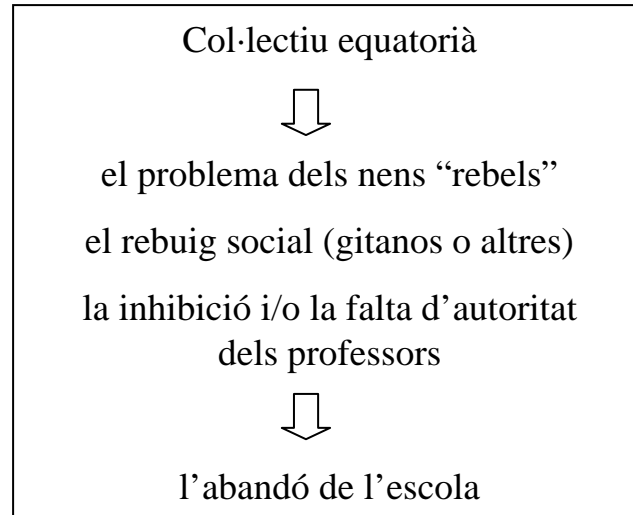 Col·lectiu equatorià
el problema dels nens “rebels”
el rebuig social (gitanos o altres)
la inhibició i/o la falta d’autoritat
dels professors
l’abandó de l’escola